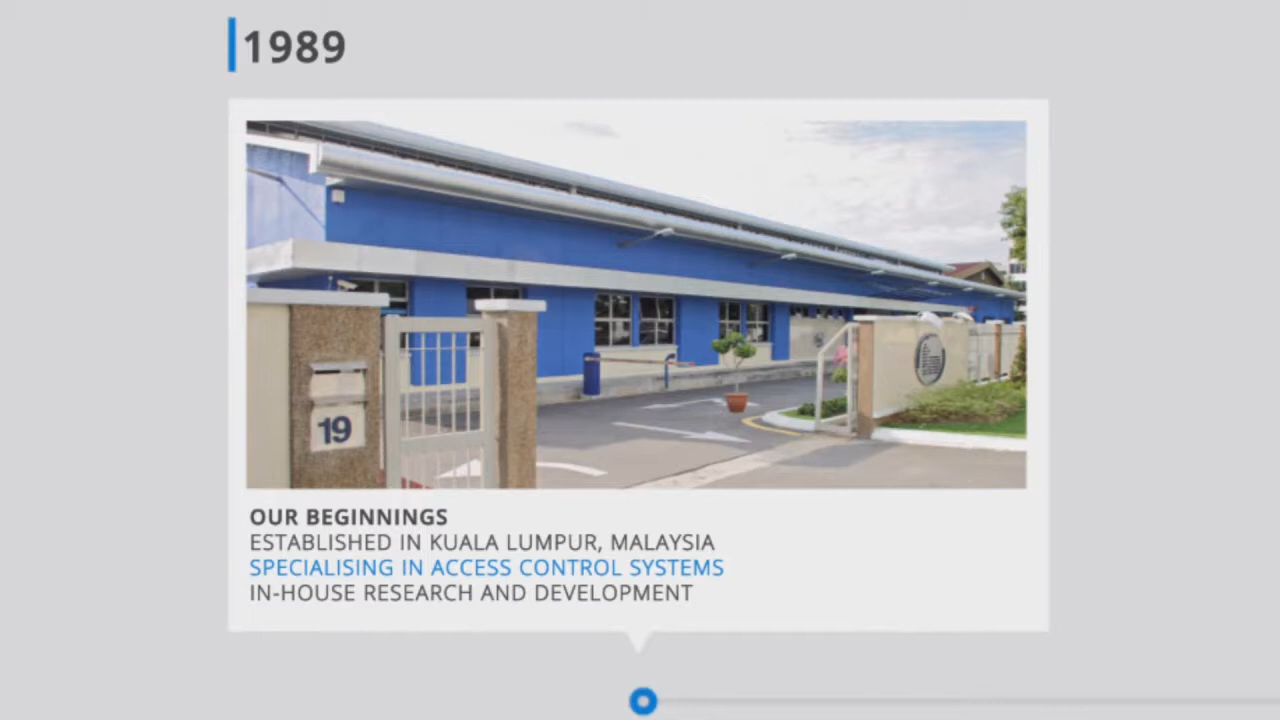 1989
19
OUR BEGINNINGS
ESTABLISHED IN KUALA LUMPUR, MALAYSIA
SPECIALISING IN ACCESS CONTROL SYSTEMS
IN-HOUSE RESEARCH AND DEVELOPMENT